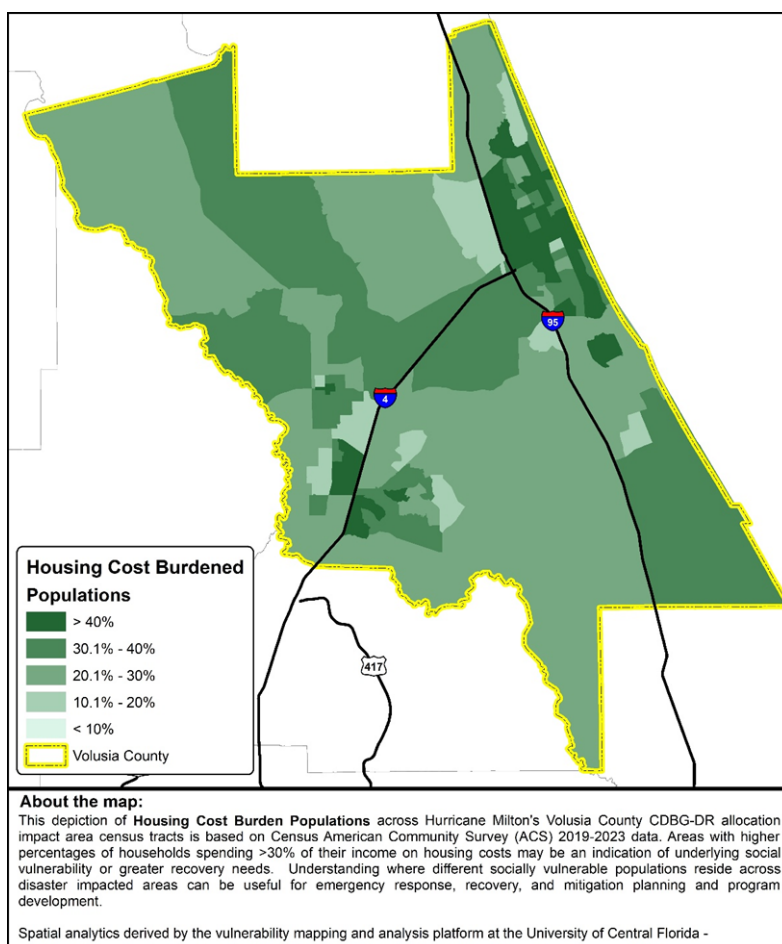 95
4
Housing Cost Burdened
Populations
> 40%
30.1% - 40%
20.1% - 30%
10.1% - 20%
< 10%
Volusia County
417
About the map:
This depiction of Housing Cost Burden Populations across Hurricane Milton's Volusia County CDBG-DR allocation
impact area census tracts is based on Census American Community Survey (ACS) 2019-2023 data. Areas with higher
percentages of households spending >30% of their income on housing costs may be an indication of underlying social
vulnerability or greater recovery needs. Understanding where different socially vulnerable populations reside across
disaster impacted areas can be useful for emergency response, recovery, and mitigation planning and program
development.
Spatial analytics derived by the vulnerability mapping and analysis platform at the University of Central Florida -